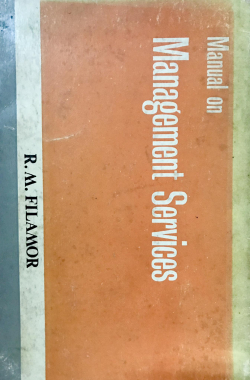 Manual on
Management Services
R. M. FILAMOR